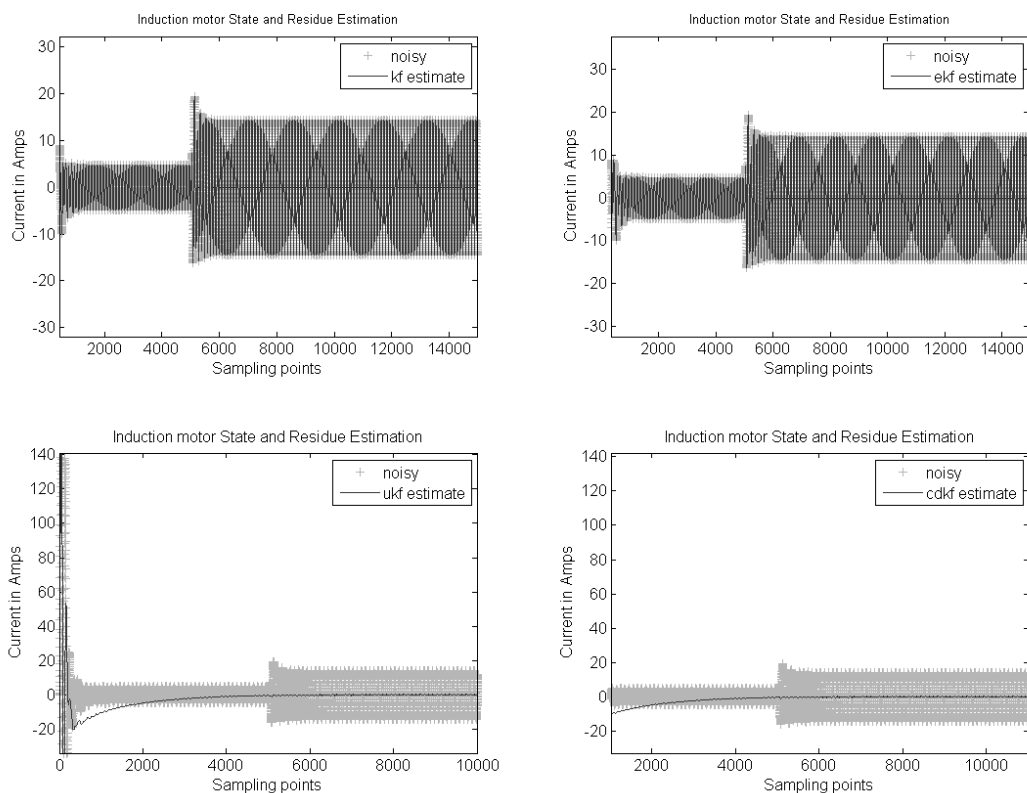 Induction motor State and Residue Estimation
30
20
10
0
-10
-20
-30
Current in Amps
noisy
kf estimate
2000 4000 6000 8000 10000 12000 14000
Sampling points
Induction motor State and Residue Estimation
30
20
10
0
-10
-20
-30
Current in Amps
noisy
ekf estimate
2000 4000 6000 8000 10000 12000 14000
Sampling points
Induction motor State and Residue Estimation
140
120
100
80
60
40
20
0
-20
Current in Amps
noisy
ukf estimate
0 2000 4000 6000 8000 10000
Sampling points
Induction motor State and Residue Estimation
140
120
100
80
60
40
20
0
-20
Current in Amps
noisy
cdkf estimate
2000 4000 6000 8000 10000
Sampling points